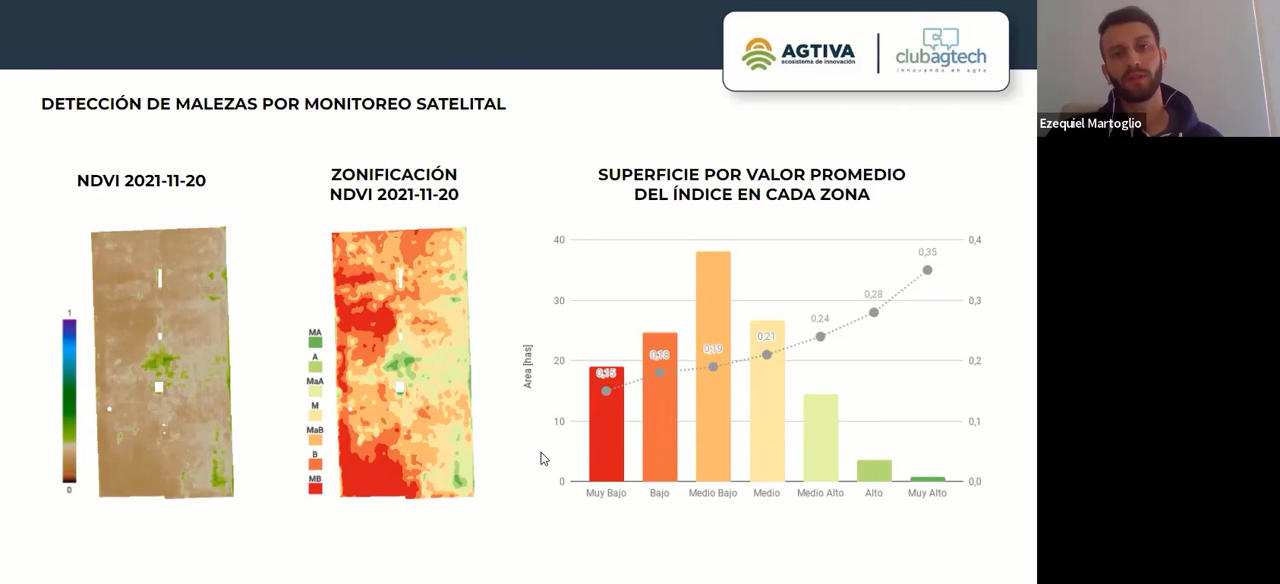 AGTIVA
ecosistema de innovación
clubagtech
innovando en agro
Ezequiel Martoglio
DETECCIÓN DE MALEZAS POR MONITOREO SATELITAL
NDVI 2021-11-20
ZONIFICACIÓN
NDVI 2021-11-20
SUPERFICIE POR VALOR PROMEDIO
DEL ÍNDICE EN CADA ZONA
1
0
MA
A
MaA
M
MaB
B
MB
Area [has]
40
30
20
10
0
0,4
0,3
0,2
0,1
0,0
0,15
0,18
0,19
0,21
0,24
0,28
0,35
Muy Bajo
Bajo
Medio Bajo
Medio
Medio Alto
Alto
Muy Alto